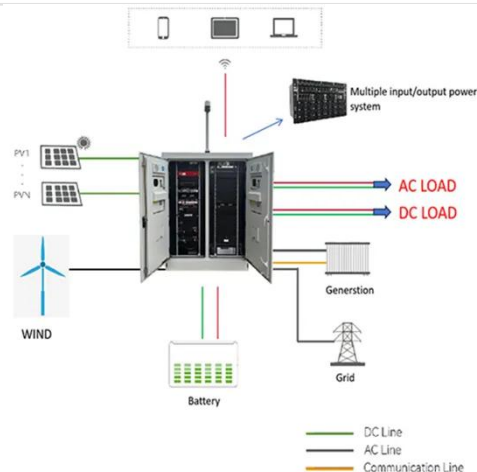 Multiple input/output power
system
PV1
PVN
AC LOAD
DC LOAD
WIND
Generstion
Grid
Battery
DC Line
AC Line
Communication Line